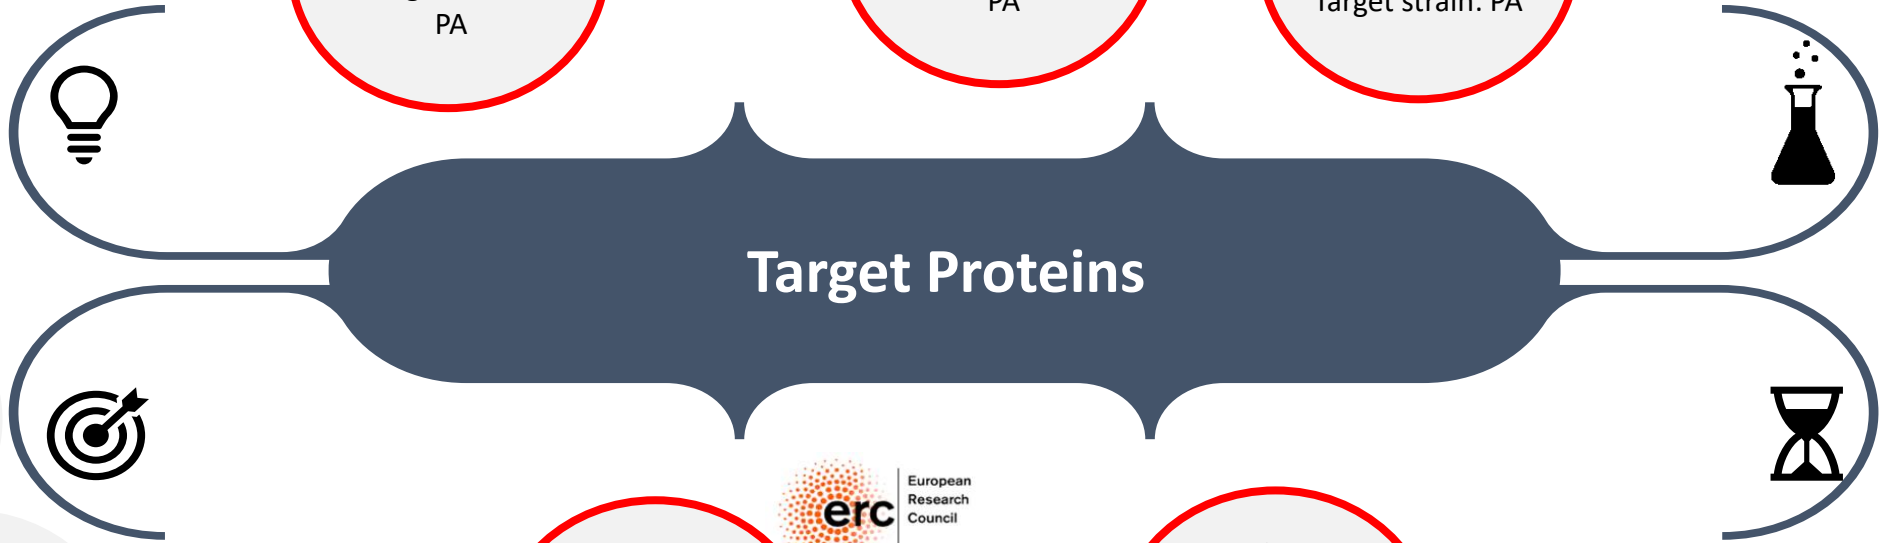 PA
PA
Target strain: PA
Target Proteins
erc
European
Research
Council